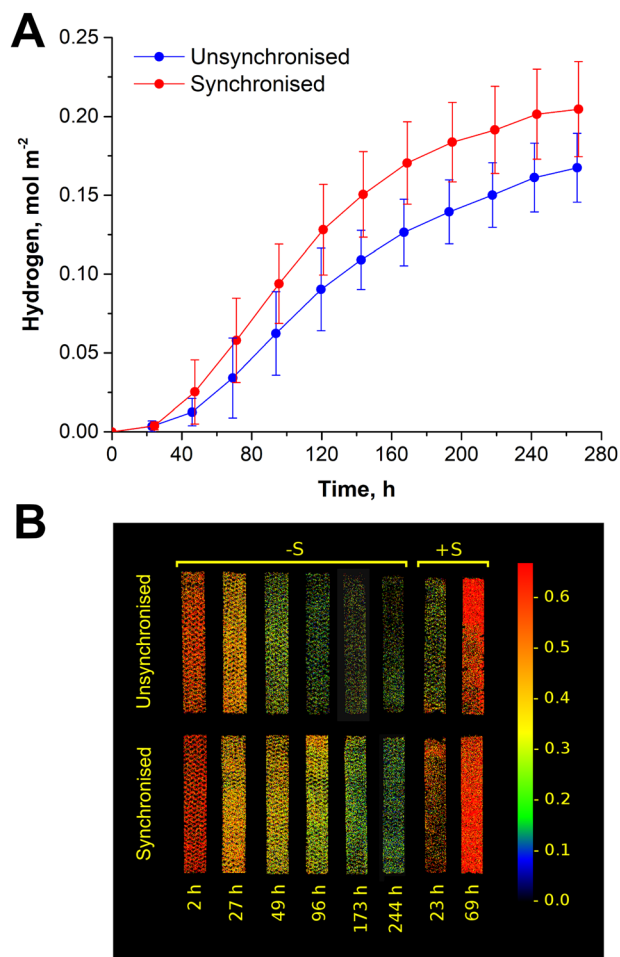 A
0.25
0.20
0.15
0.10
0.05
0.00
Hydrogen, mol m-2
Unsynchronised
Synchronised
0 40 80 120 160 200 240 280
Time, h
B
-S +S
Unsynchronised
Synchronised
2 h 27 h 49 h 96 h 173 h 244 h 23 h 69 h
0.6
0.5
0.4
0.3
0.2
0.1
0.0